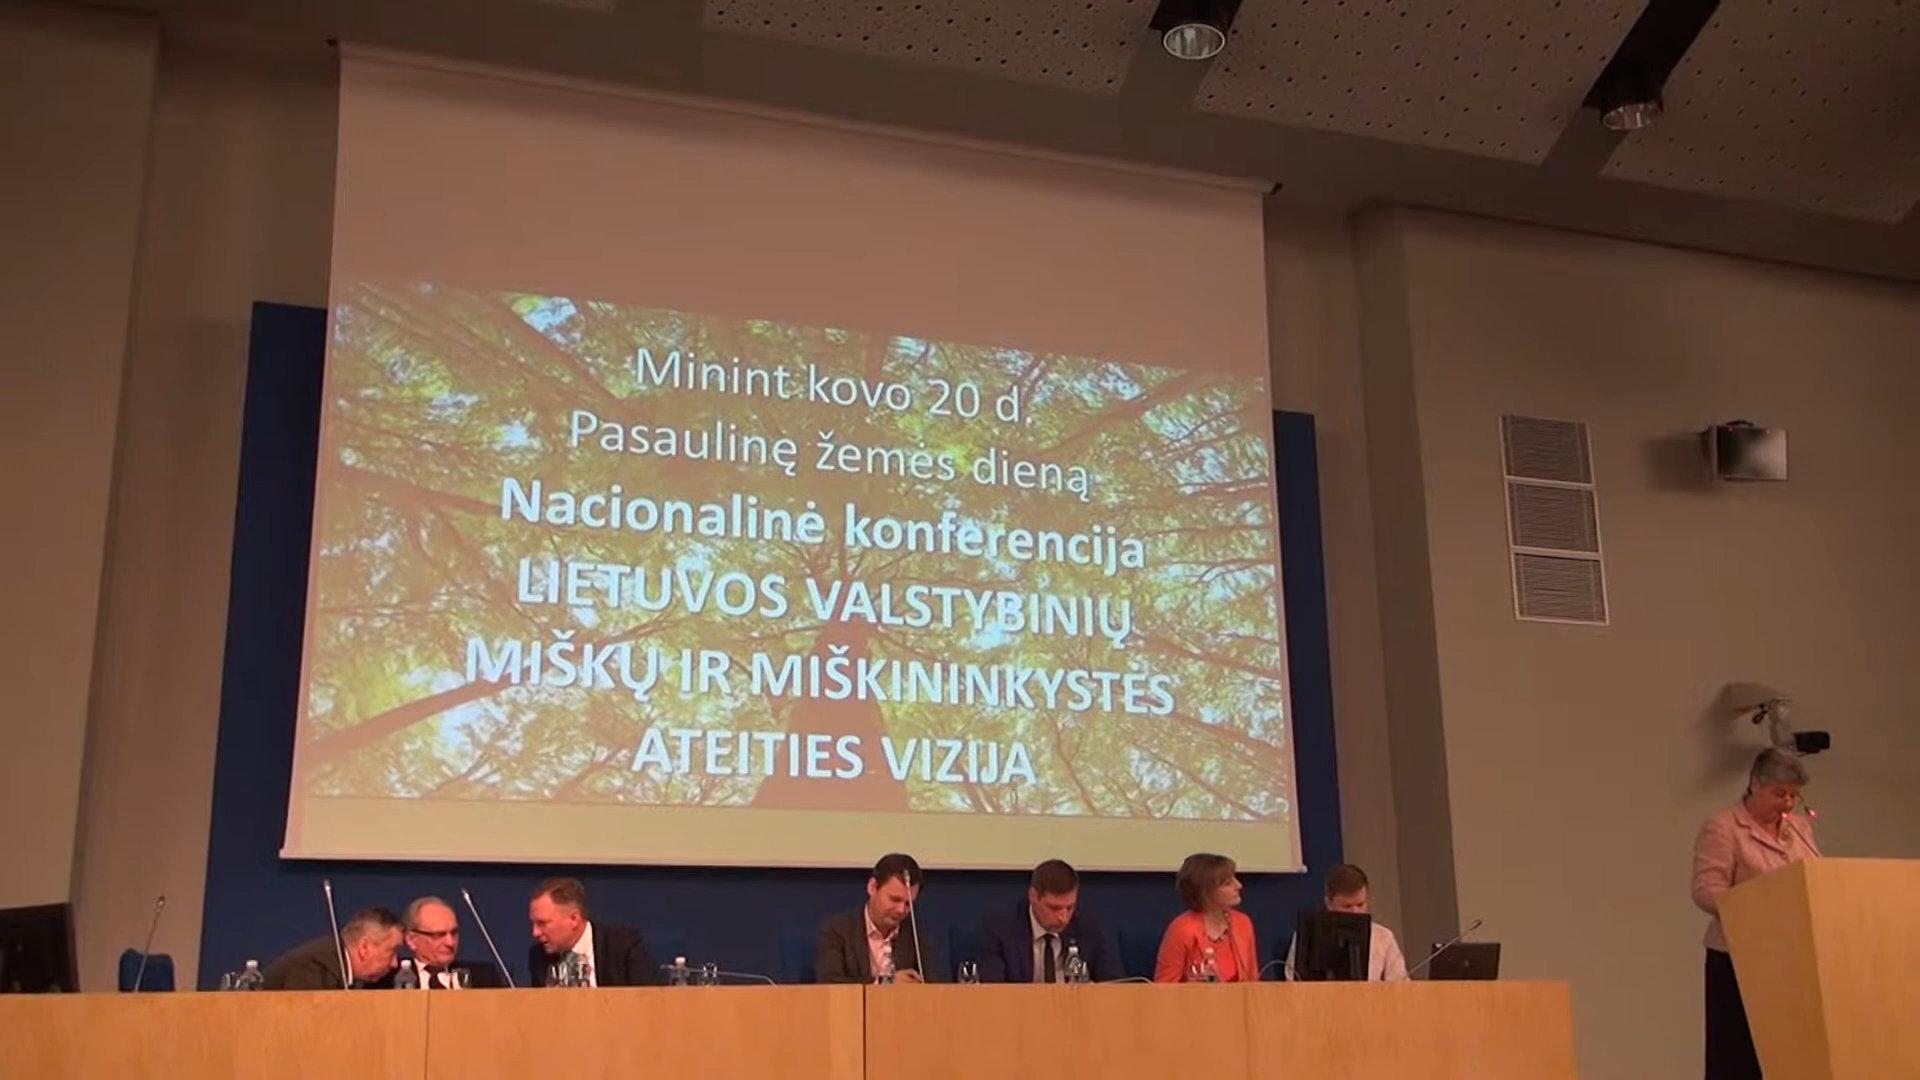 Minint kovo 20 d.
Pasaulinę žemės dieną
Nacionalinė konferencija
LIETUVOS VALSTYBINIŲ
MIŠKŲ IR MIŠKININKYSTĖS
ATEITIES VIZIJA